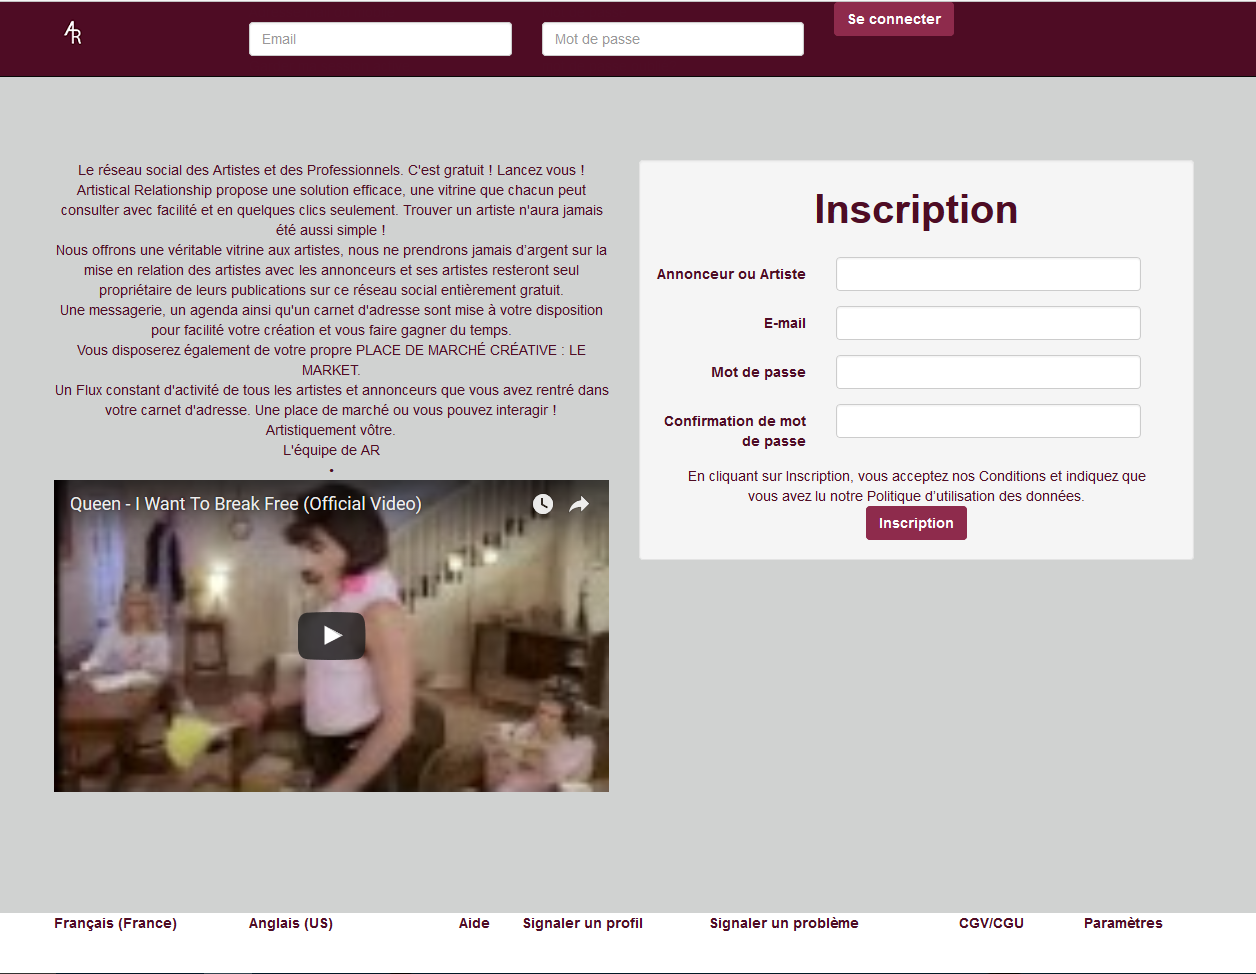 AR
Email
Mot de passe
Se connecter
Le réseau social des Artistes et des Professionnels. C'est gratuit ! Lancez vous !
Artistical Relationship propose une solution efficace, une vitrine que chacun peut
consulter avec facilité et en quelques clics seulement. Trouver un artiste n'aura jamais
été aussi simple !
Nous offrons une véritable vitrine aux artistes, nous ne prendrons jamais d’argent sur la
mise en relation des artistes avec les annonceurs et ses artistes resteront seul
propriétaire de leurs publications sur ce réseau social entièrement gratuit.
Une messagerie, un agenda ainsi qu'un carnet d'adresse sont mise à votre disposition
pour facilité votre création et vous faire gagner du temps.
Vous disposerez également de votre propre PLACE DE MARCHÉ CRÉATIVE : LE
MARKET.
Un Flux constant d'activité de tous les artistes et annonceurs que vous avez rentré dans
votre carnet d'adresse. Une place de marché ou vous pouvez interagir !
Artistiquement vôtre.
L'équipe de AR
•
Queen - I Want To Break Free (Official Video)
Inscription
Annonceur ou Artiste
E-mail
Mot de passe
Confirmation de mot
de passe
En cliquant sur Inscription, vous acceptez nos Conditions et indiquez que
vous avez lu notre Politique d’utilisation des données.
Inscription
Français (France)
Anglais (US)
Aide
Signaler un profil
Signaler un problème
CGV/CGU
Paramètres